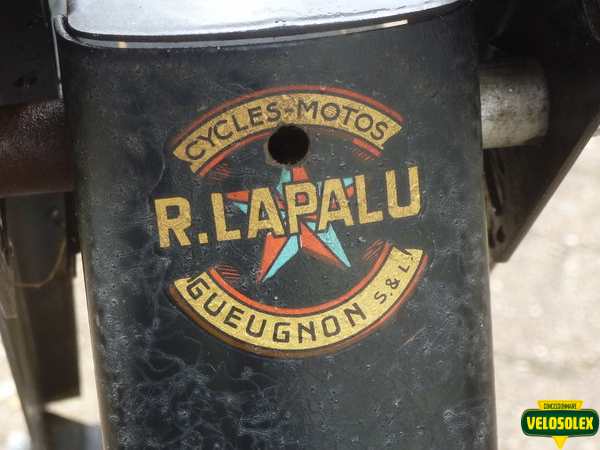 CYCLES-MOTOS
R.LAPALU
GUEUGNON S.&L.
CONCESSIONNAIRE
VELOSOLEX